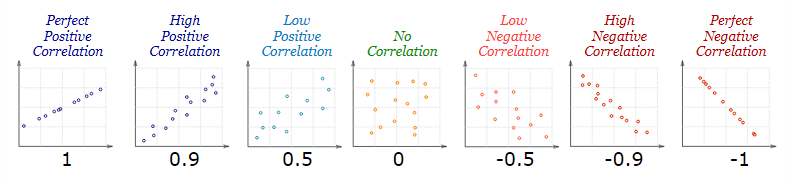 Perfect
Positive
Correlation
High
Positive
Correlation
Low
Positive
Correlation
No
Correlation
Low
Negative
Correlation
High
Negative
Correlation
Perfect
Negative
Correlation
1
0.9
0.5
0
-0.5
-0.9
-1